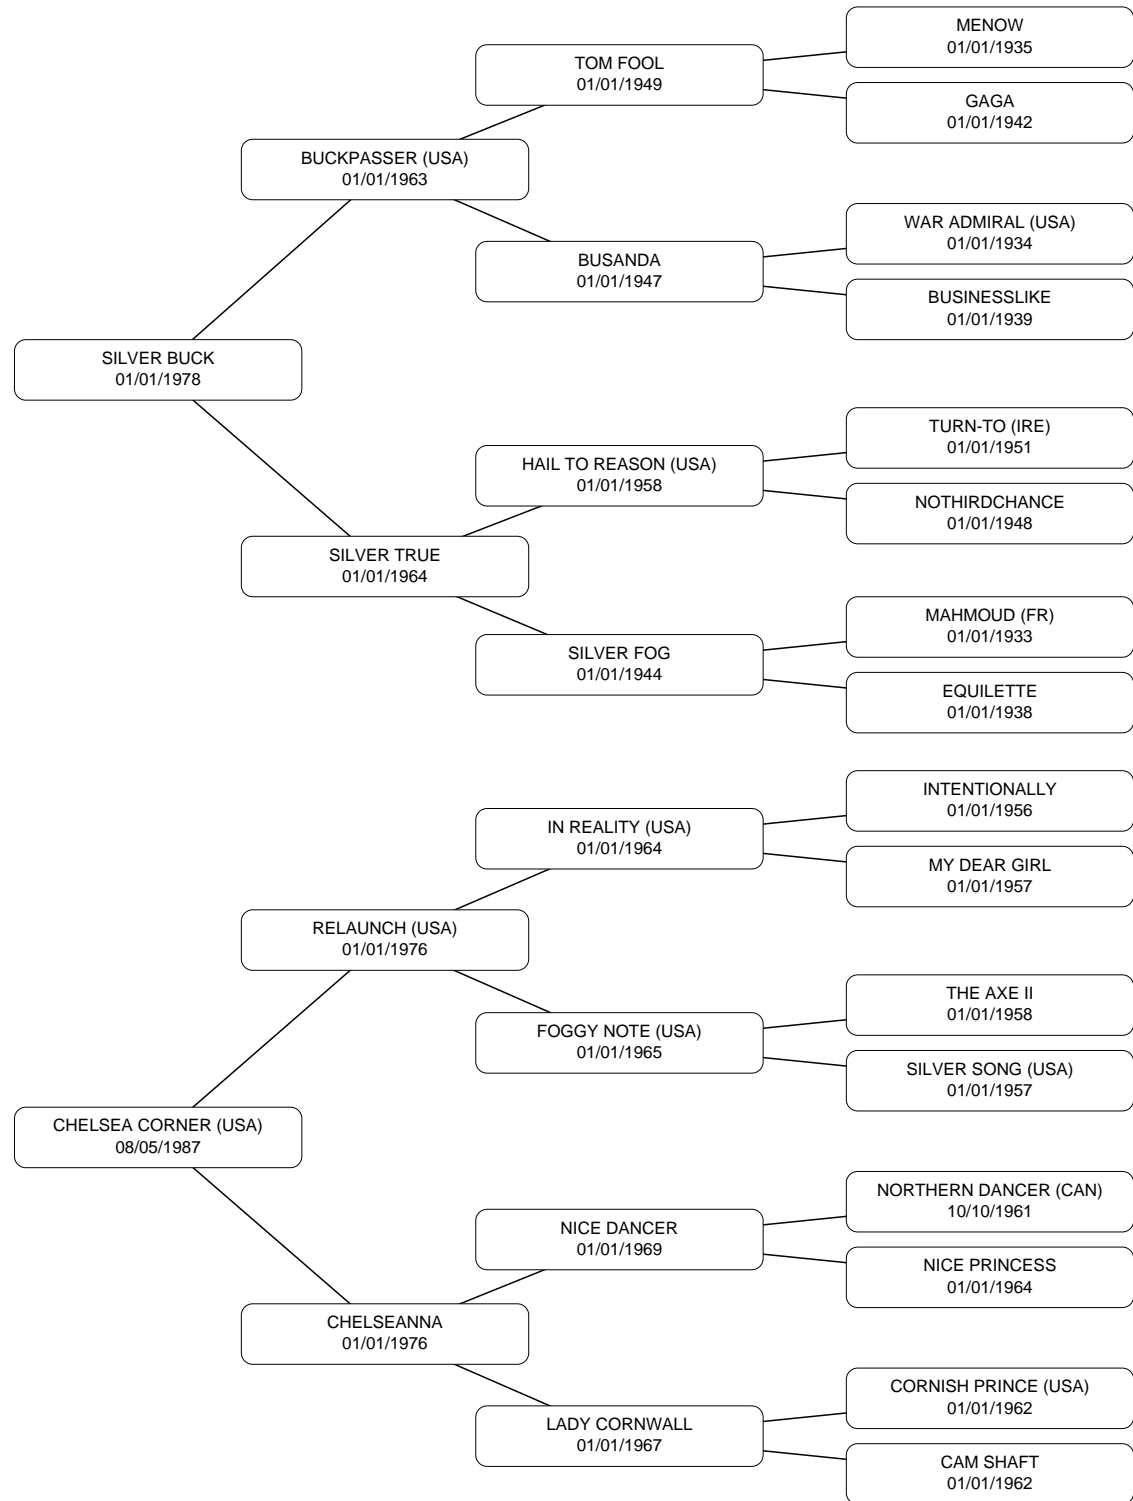 MENOW
01/01/1935
TOM FOOL
01/01/1949
GAGA
01/01/1942
BUCKPASSER (USA)
01/01/1963
WAR ADMIRAL (USA)
01/01/1934
BUSANDA
01/01/1947
BUSINESSLIKE
01/01/1939
SILVER BUCK
01/01/1978
TURN-TO (IRE)
01/01/1951
HAIL TO REASON (USA)
01/01/1958
NOTHIRDCHANCE
01/01/1948
SILVER TRUE
01/01/1964
MAHMOUD (FR)
01/01/1933
SILVER FOG
01/01/1944
EQUILETTE
01/01/1938
INTENTIONALLY
01/01/1956
IN REALITY (USA)
01/01/1964
MY DEAR GIRL
01/01/1957
RELAUNCH (USA)
01/01/1976
THE AXE II
01/01/1958
FOGGY NOTE (USA)
01/01/1965
SILVER SONG (USA)
01/01/1957
CHELSEA CORNER (USA)
08/05/1987
NORTHERN DANCER (CAN)
10/10/1961
NICE DANCER
01/01/1969
NICE PRINCESS
01/01/1964
CHELSEANNA
01/01/1976
CORNISH PRINCE (USA)
01/01/1962
LADY CORNWALL
01/01/1967
CAM SHAFT
01/01/1962